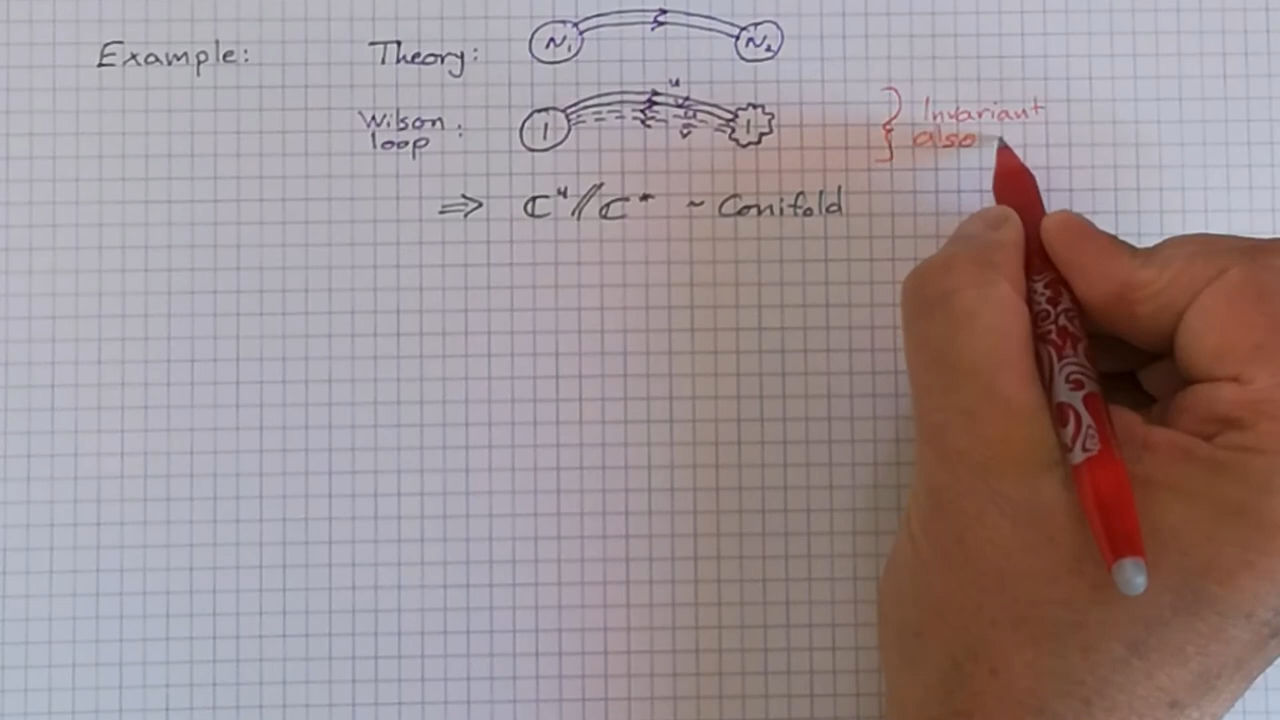 Example: Theory: N₁ N₂
Wilson loop : 1 1
u
v
u
v
Invariant
also
⇒ ℂ⁴//ℂ* ~ Conifold